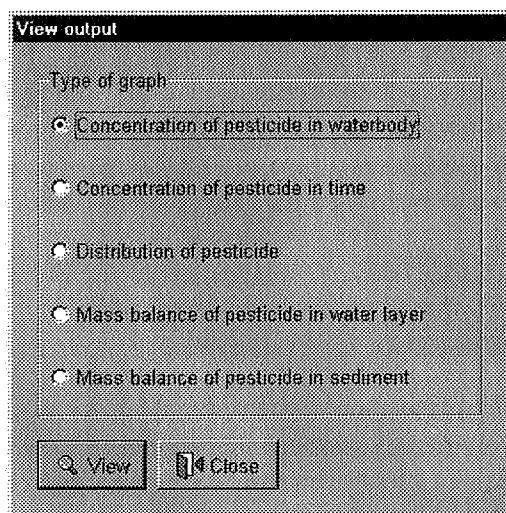 View output
Type of graph
Concentration of pesticide in waterbody
Concentration of pesticide in time
Distribution of pesticide
Mass balance of pesticide in water layer
Mass balance of pesticide in sediment
View
Close